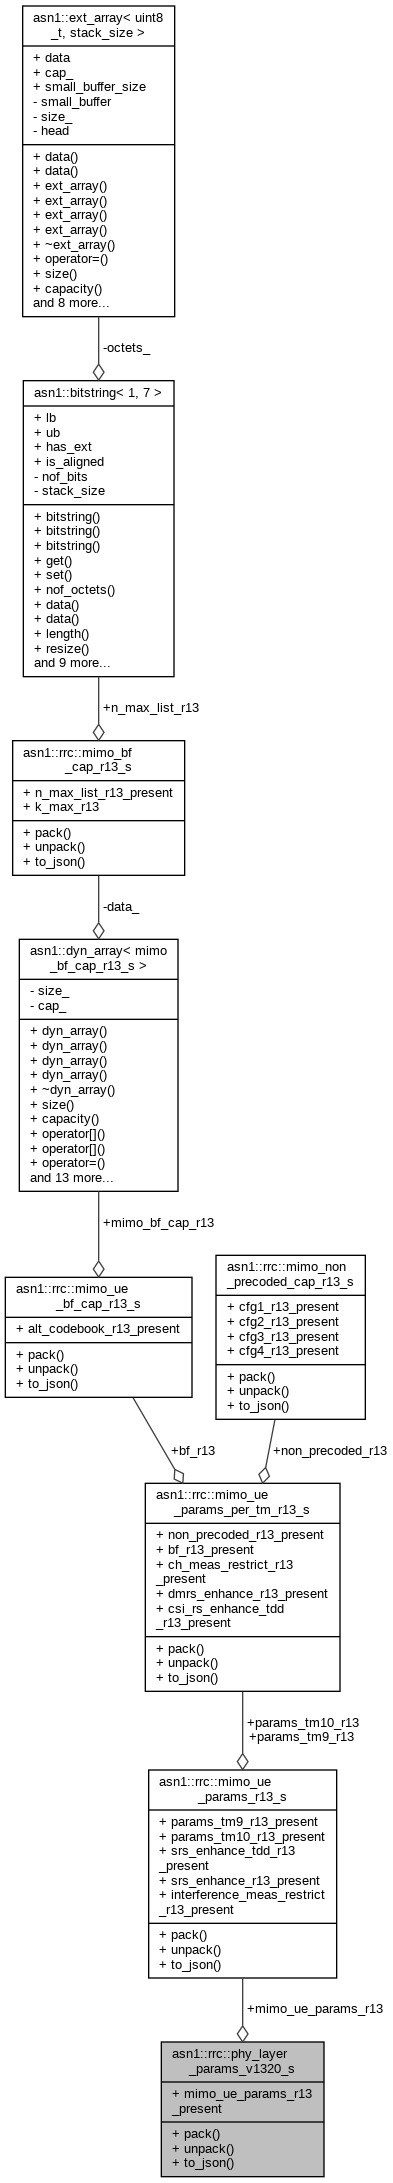 asn1::ext_array< uint8
_t, stack_size >
+ data
+ cap_
+ small_buffer_size
- small_buffer
- size_
- head
+ data()
+ data()
+ ext_array()
+ ext_array()
+ ext_array()
+ ext_array()
+ ~ext_array()
+ operator=()
+ size()
+ capacity()
and 8 more...
-octets_
asn1::bitstring< 1, 7 >
+ lb
+ ub
+ has_ext
+ is_aligned
- nof_bits
- stack_size
+ bitstring()
+ bitstring()
+ bitstring()
+ get()
+ set()
+ nof_octets()
+ data()
+ data()
+ length()
+ resize()
and 9 more...
+n_max_list_r13
asn1::rrc::mimo_bf
_cap_r13_s
+ n_max_list_r13_present
+ k_max_r13
+ pack()
+ unpack()
+ to_json()
-data_
asn1::dyn_array< mimo
_bf_cap_r13_s >
- size_
- cap_
+ dyn_array()
+ dyn_array()
+ dyn_array()
+ dyn_array()
+ ~dyn_array()
+ size()
+ capacity()
+ operator[]()
+ operator[]()
+ operator=()
and 13 more...
+mimo_bf_cap_r13
asn1::rrc::mimo_ue
_bf_cap_r13_s
+ alt_codebook_r13_present
+ pack()
+ unpack()
+ to_json()
asn1::rrc::mimo_non
_precoded_cap_r13_s
+ cfg1_r13_present
+ cfg2_r13_present
+ cfg3_r13_present
+ cfg4_r13_present
+ pack()
+ unpack()
+ to_json()
+bf_r13
+non_precoded_r13
asn1::rrc::mimo_ue
_params_per_tm_r13_s
+ non_precoded_r13_present
+ bf_r13_present
+ ch_meas_restrict_r13
_present
+ dmrs_enhance_r13_present
+ csi_rs_enhance_tdd
_r13_present
+ pack()
+ unpack()
+ to_json()
+params_tm10_r13
+params_tm9_r13
asn1::rrc::mimo_ue
_params_r13_s
+ params_tm9_r13_present
+ params_tm10_r13_present
+ srs_enhance_tdd_r13
_present
+ srs_enhance_r13_present
+ interference_meas_restrict
_r13_present
+ pack()
+ unpack()
+ to_json()
+mimo_ue_params_r13
asn1::rrc::phy_layer
_params_v1320_s
+ mimo_ue_params_r13
_present
+ pack()
+ unpack()
+ to_json()